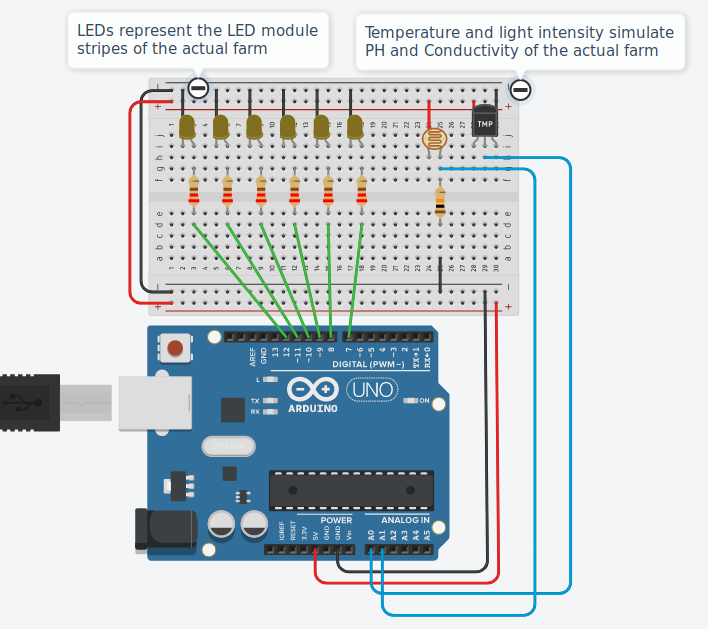 LEDs represent the LED module
stripes of the actual farm
Temperature and light intensity simulate
PH and Conductivity of the actual farm
TMP
j
i
h
g
f
e
d
c
b
a
AREF
GND
13
12
~11
~10
~9
8
7
~6
~5
4
~3
2
TX→1
RX←0
DIGITAL (PWM~)
L
TX
RX
ARDUINO
UNO
ON
POWER
ANALOG IN
IOREF
RESET
3.3V
5V
GND
GND
Vin
A0
A1
A2
A3
A4
A5